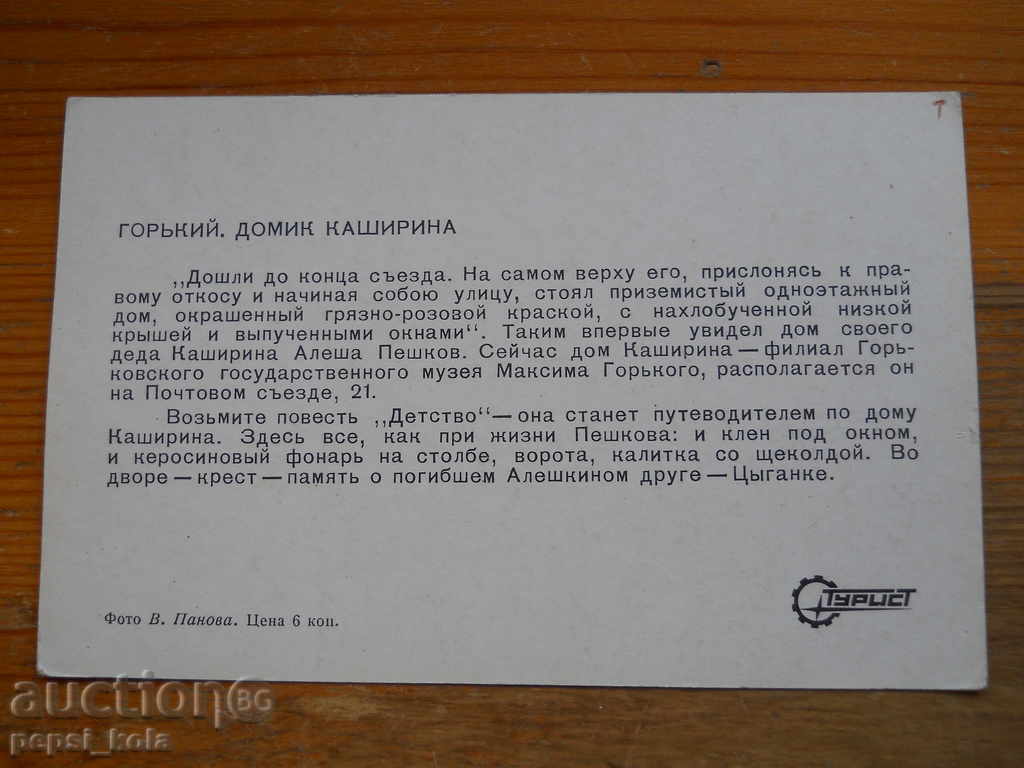 Т
ГОРЬКИЙ. ДОМИК КАШИРИНА
,,Дошли до конца съезда. На самом верху его, прислонясь к пра-
вому откосу и начиная собою улицу, стоял приземистый одноэтажный
дом, окрашенный грязно-розовой краской, с нахлобученной низкой
крышей и выпученными окнами“. Таким впервые увидел дом своего
деда Каширина Алеша Пешков. Сейчас дом Каширина — филиал Горь-
ковского государственного музея Максима Горького, располагается он
на Почтовом съезде, 21.
Возьмите повесть ,,Детство“ — она станет путеводителем по дому
Каширина. Здесь все, как при жизни Пешкова: и клен под окном,
и керосиновый фонарь на столбе, ворота, калитка со щеколдой. Во
дворе — крест — память о погибшем Алешкином друге — Цыганке.
Фото В. Панова. Цена 6 коп.
ТУРИСТ
auction BG
pepsi_kola